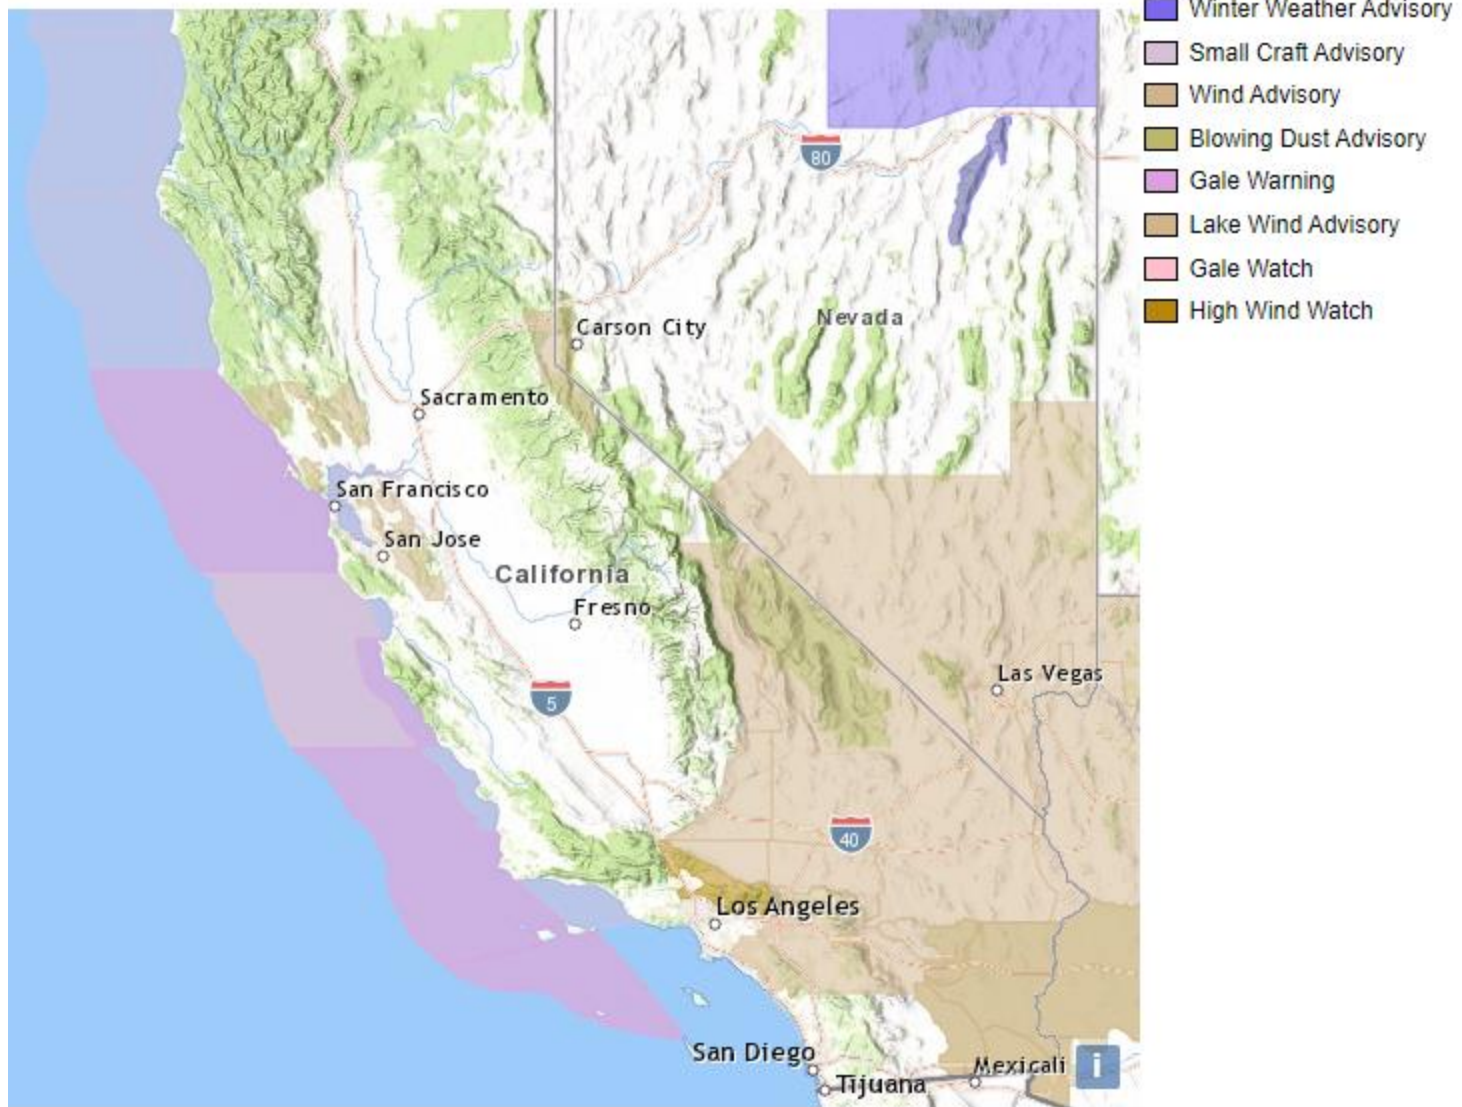 Winter Weather Advisory
Small Craft Advisory
Wind Advisory
Blowing Dust Advisory
Gale Warning
Lake Wind Advisory
Gale Watch
High Wind Watch
80
Nevada
Carson City
Sacramento
San Francisco
San Jose
California
Fresno
Las Vegas
5
40
Los Angeles
San Diego
Mexicali
i
Tijuana